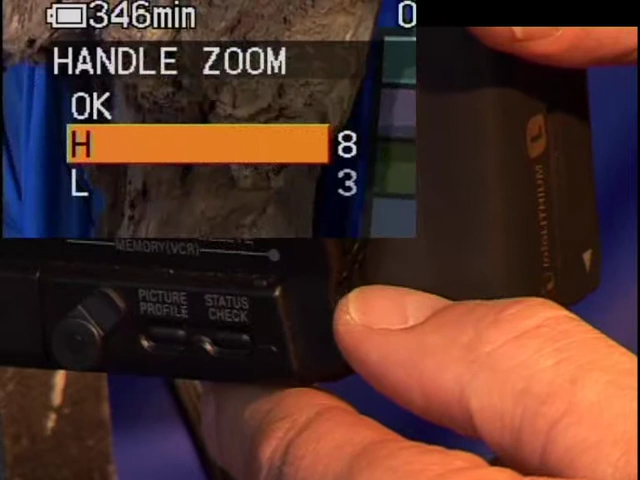 346min 0
HANDLE ZOOM
OK
H 8
L 3
L
InfoLITHIUM
MEMORY(VCR)
PICTURE PROFILE
STATUS CHECK